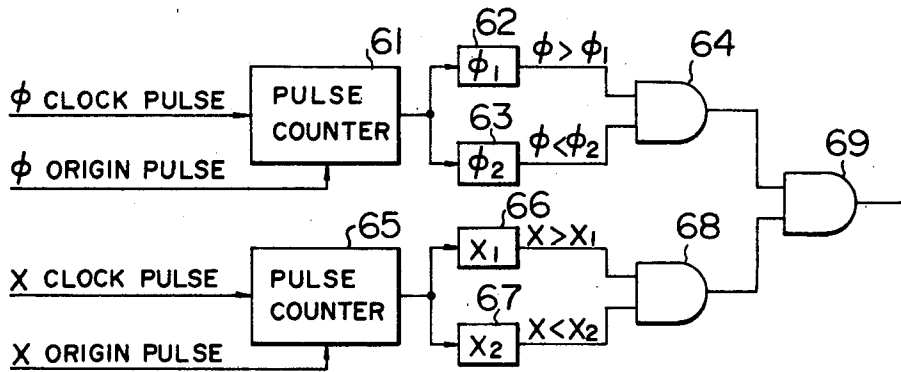 61
62
64
ϕ CLOCK PULSE
PULSE COUNTER
ϕ1
ϕ>ϕ1
63
ϕ ORIGIN PULSE
ϕ2
ϕ<ϕ2
69
65
66
68
X CLOCK PULSE
PULSE COUNTER
X1
X>X1
67
X ORIGIN PULSE
X2
X<X2